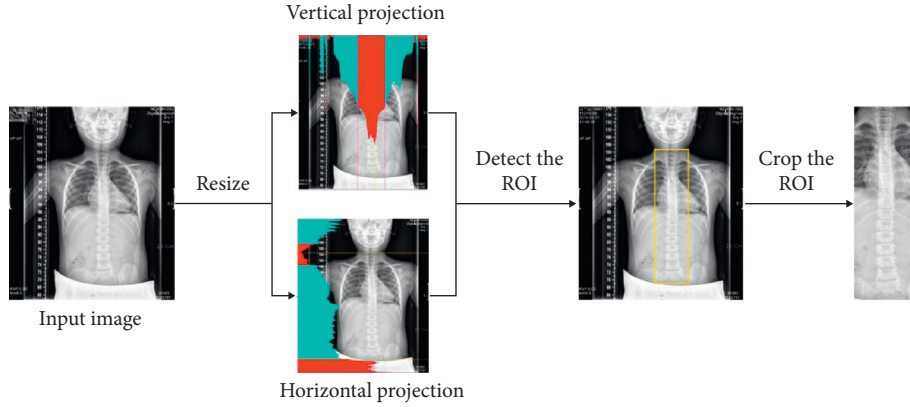 Vertical projection
Resize
Detect the
ROI
Crop the
ROI
Input image
Horizontal projection